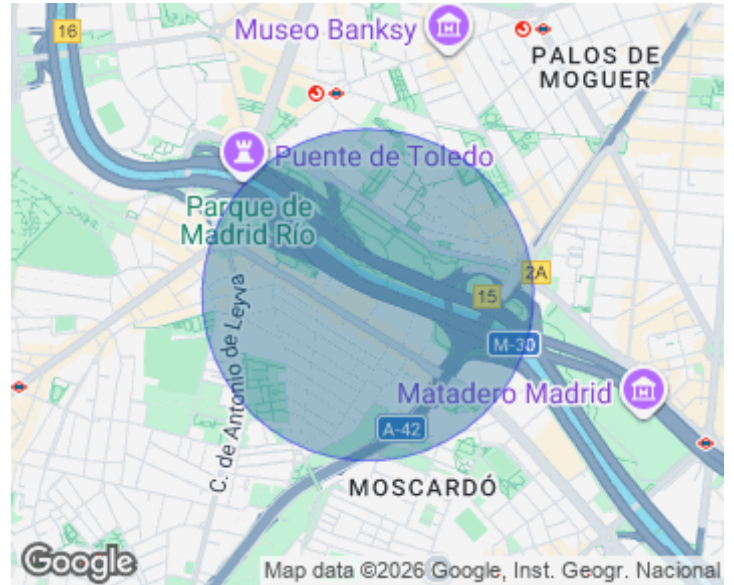 16
Museo Banksy
PALOS DE
MOGUER
Puente de Toledo
Parque de
Madrid Río
2A
15
C. de Antonio de Leyva
M-30
Matadero Madrid
A-42
MOSCARDÓ
Google
Map data ©2026 Google, Inst. Geogr. Nacional